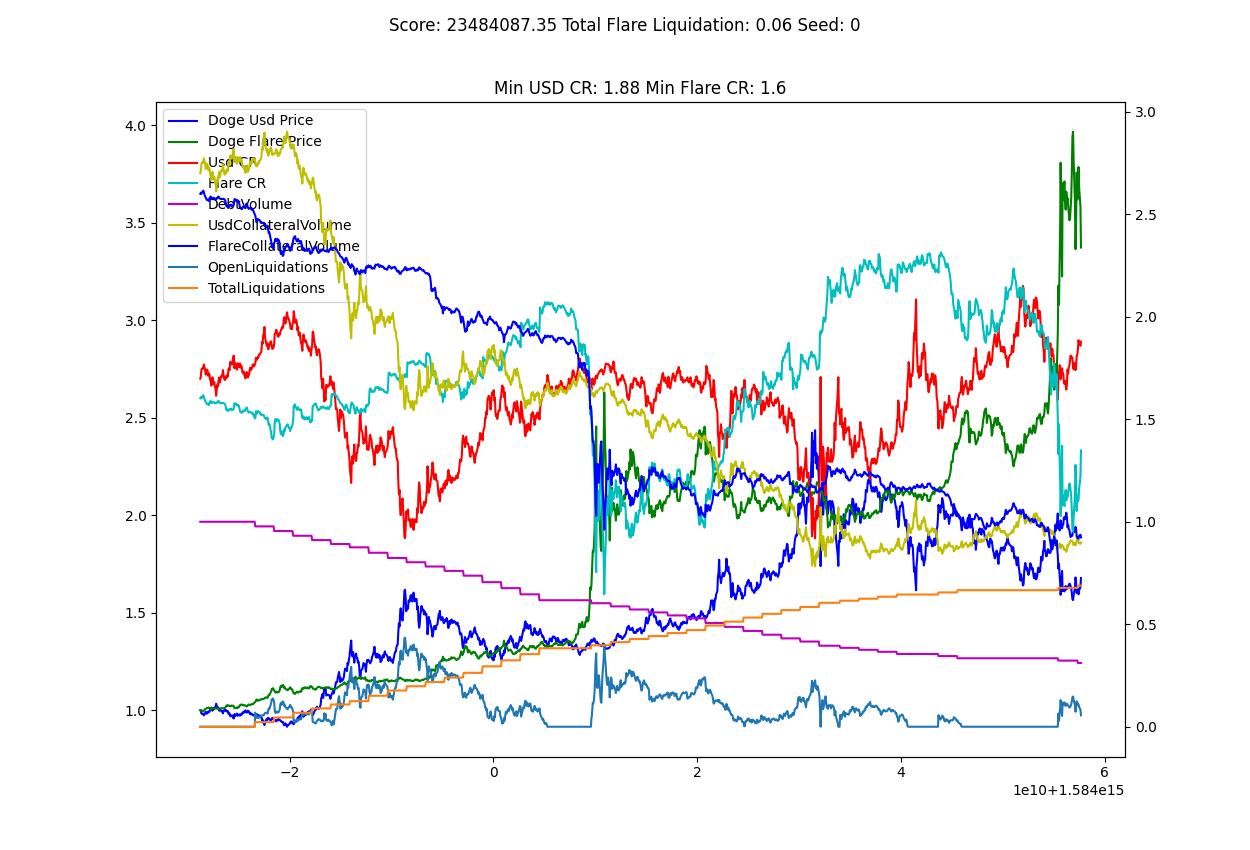 Score: 23484087.35 Total Flare Liquidation: 0.06 Seed: 0
Min USD CR: 1.88 Min Flare CR: 1.6
Doge Usd Price
Doge Flare Price
Usd CR
Flare CR
DebtVolume
UsdCollateralVolume
FlareCollateralVolume
OpenLiquidations
TotalLiquidations
4.0
3.5
3.0
2.5
2.0
1.5
1.0
3.0
2.5
2.0
1.5
1.0
0.5
0.0
−2
0
2
4
6
1e10+1.584e15